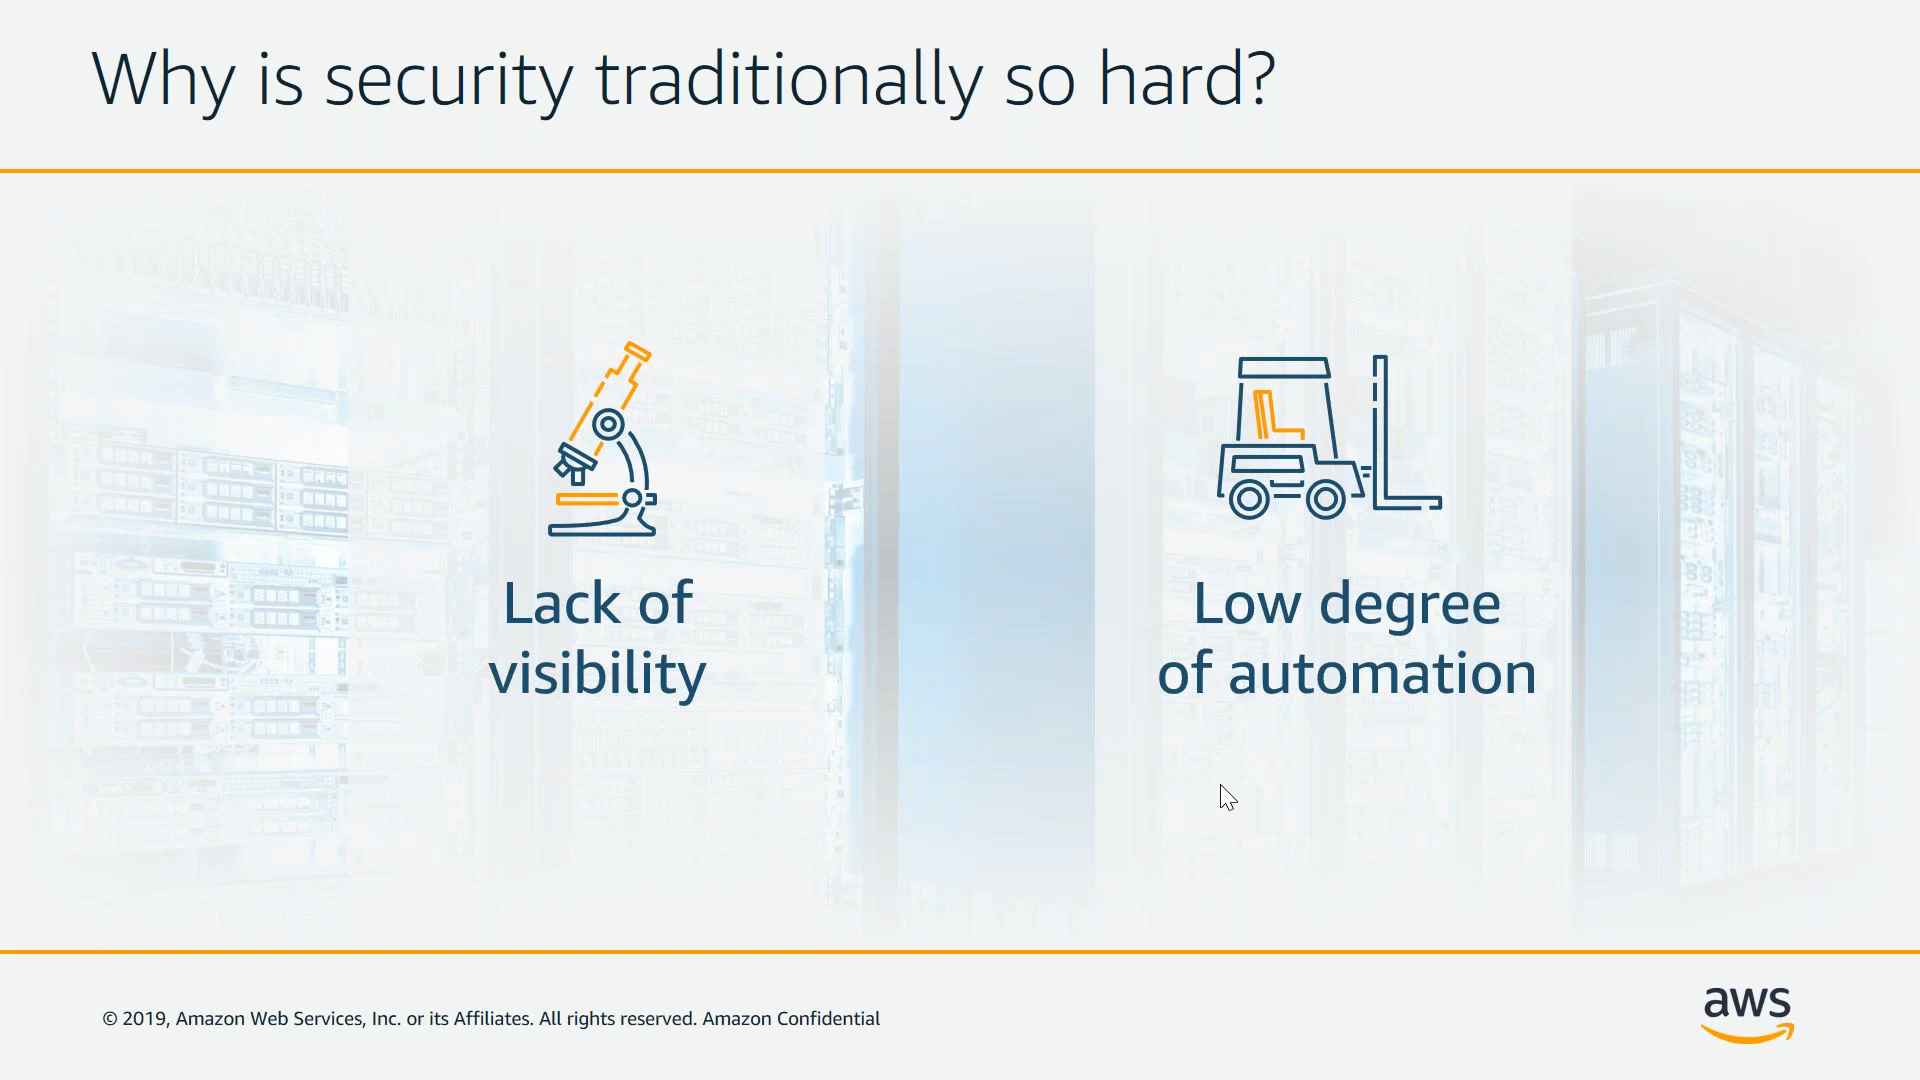 Why is security traditionally so hard?
Lack of
visibility
Low degree
of automation
© 2019, Amazon Web Services, Inc. or its Affiliates. All rights reserved. Amazon Confidential
aws